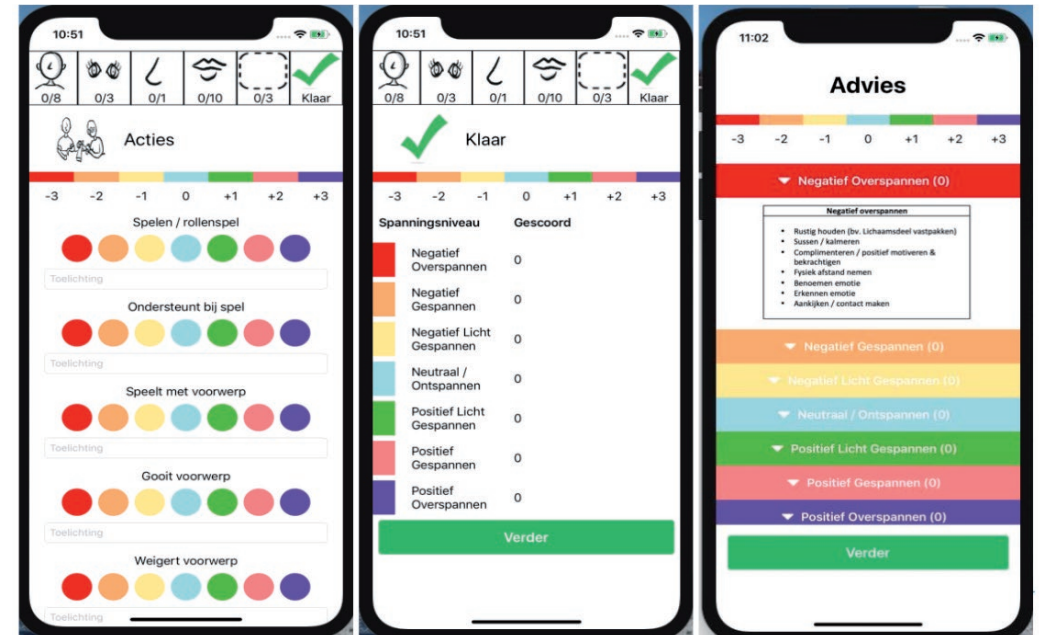 10:51
0/8 0/3 0/1 0/10 0/3 Klaar
Acties
-3 -2 -1 0 +1 +2 +3
Spelen / rollenspel
Toelichting
Ondersteunt bij spel
Toelichting
Speelt met voorwerp
Toelichting
Gooit voorwerp
Toelichting
Weigert voorwerp
Toelichting
10:51
0/8 0/3 0/1 0/10 0/3 Klaar
Klaar
-3 -2 -1 0 +1 +2 +3
Spanningsniveau Gescoord
Negatief
Overspannen 0
Negatief
Gespannen 0
Negatief Licht
Gespannen 0
Neutraal /
Ontspannen 0
Positief Licht
Gespannen 0
Positief
Gespannen 0
Positief
Overspannen 0
Verder
11:02
Advies
-3 -2 -1 0 +1 +2 +3
Negatief Overspannen (0)
Negatief overspannen
• Rustig houden (bv. Lichaamsdeel vastpakken)
• Sussen / kalmeren
• Complimenteren / positief motiveren &
bekrachtigen
• Fysiek afstand nemen
• Benoemen emotie
• Erkennen emotie
• Aankijken / contact maken
Negatief Gespannen (0)
Negatief Licht Gespannen (0)
Neutraal / Ontspannen (0)
Positief Licht Gespannen (0)
Positief Gespannen (0)
Positief Overspannen (0)
Verder